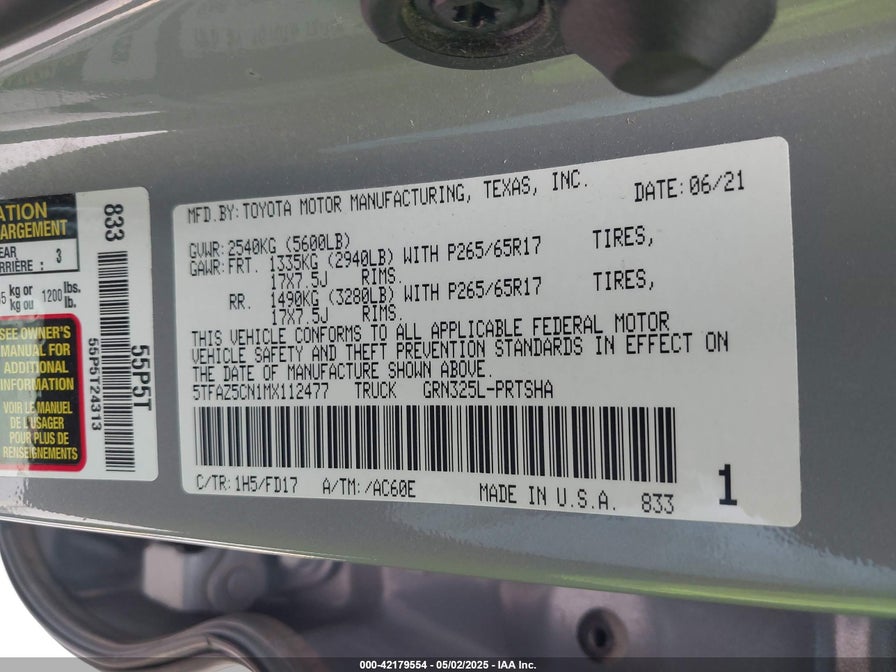 ATION
ARGEMENT
EAR
RRIÈRE : 3
5 kg or kg ou 1200 lbs. lb.
SEE OWNER'S
MANUAL FOR
ADDITIONAL
INFORMATION
VOIR LE MANUEL
DE L'USAGER
POUR PLUS DE
RENSEIGNEMENTS
833
55P5T24313
55P5T
MFD.BY:TOYOTA MOTOR MANUFACTURING, TEXAS, INC. DATE:06/21
GVWR:2540KG (5600LB)
GAWR:FRT. 1335KG (2940LB) WITH P265/65R17 TIRES,
17X7.5J RIMS.
RR. 1490KG (3280LB) WITH P265/65R17 TIRES,
17X7.5J RIMS.
THIS VEHICLE CONFORMS TO ALL APPLICABLE FEDERAL MOTOR
VEHICLE SAFETY AND THEFT PREVENTION STANDARDS IN EFFECT ON
THE DATE OF MANUFACTURE SHOWN ABOVE.
5TFAZ5CN1MX112477 TRUCK GRN325L-PRTSHA
C/TR:1H5/FD17 A/TM:/AC60E MADE IN U.S.A. 833
1
000-42179554 - 05/02/2025 - IAA Inc.